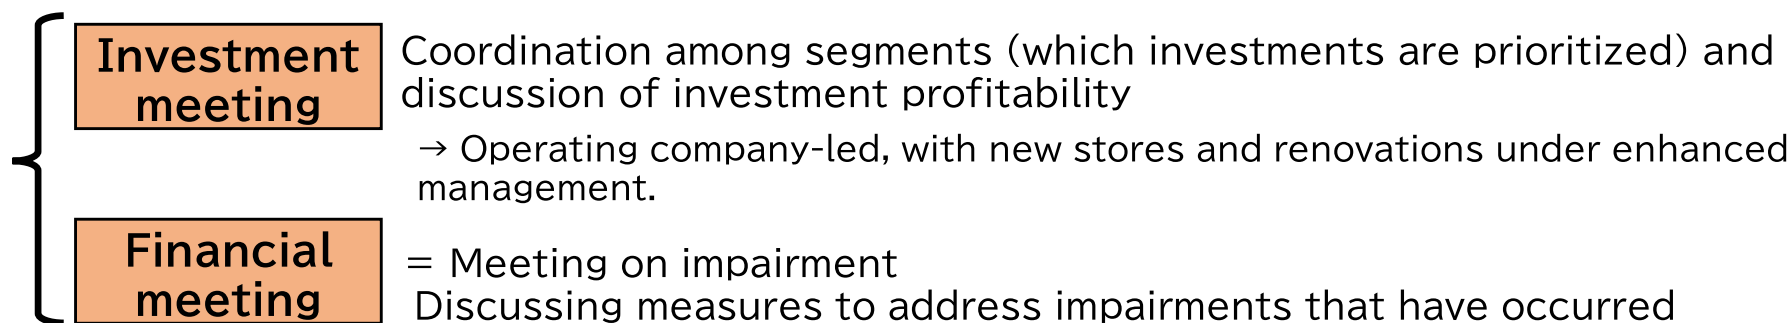 Investment
meeting
Coordination among segments (which investments are prioritized) and
discussion of investment profitability
→ Operating company-led, with new stores and renovations under enhanced
management.
Financial
meeting
= Meeting on impairment
Discussing measures to address impairments that have occurred